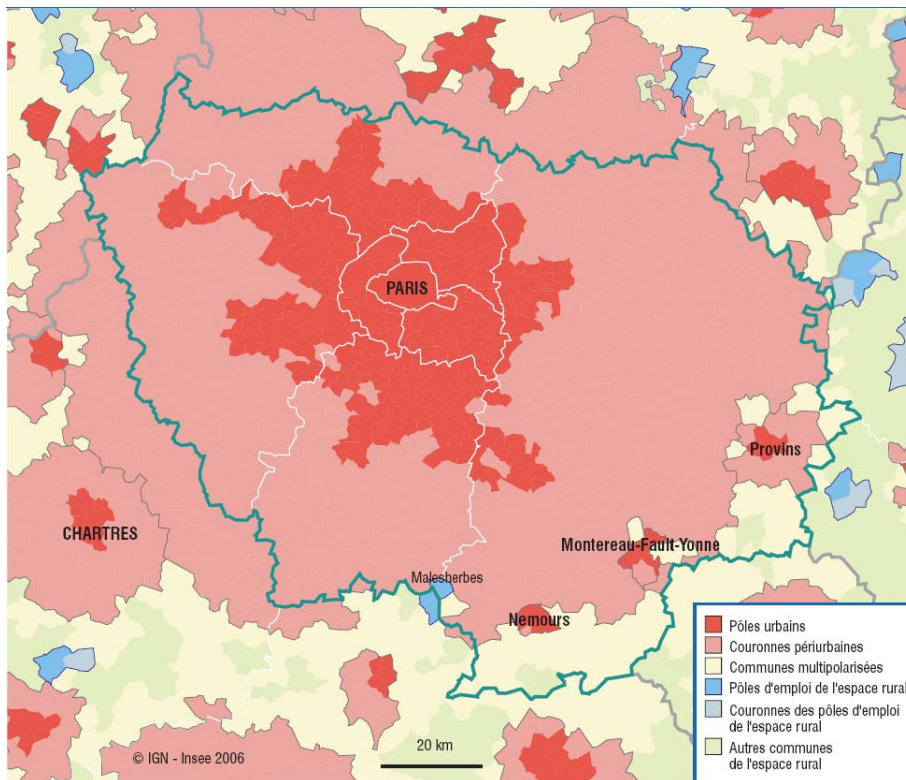 PARIS
Provins
CHARTRES
Montereau-Fault-Yonne
Malesherbes
Nemours
Pôles urbains
Couronnes périurbaines
Communes multipolarisées
Pôles d'emploi de l'espace rural
Couronnes des pôles d'emploi
de l'espace rural
Autres communes
de l'espace rural
20 km
© IGN - Insee 2006